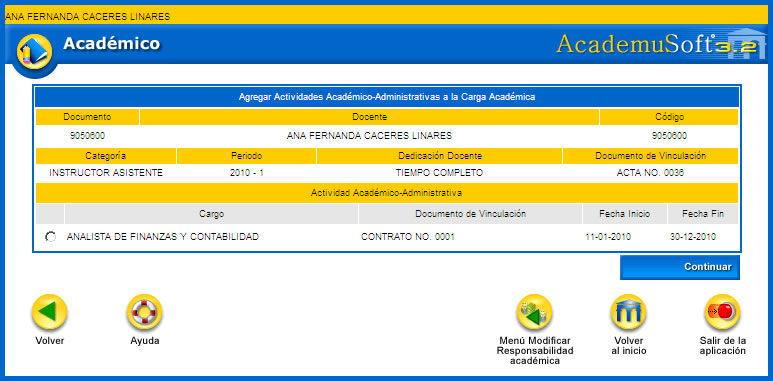 ANA FERNANDA CACERES LINARES
Académico
AcademuSoft 3.2
Agregar Actividades Académico-Administrativas a la Carga Académica
Documento Docente Código
9050600 ANA FERNANDA CACERES LINARES 9050600
Categoría Periodo Dedicación Docente Documento de Vinculación
INSTRUCTOR ASISTENTE 2010 - 1 TIEMPO COMPLETO ACTA NO. 0036
Actividad Académico-Administrativa
Cargo Documento de Vinculación Fecha Inicio Fecha Fin
ANALISTA DE FINANZAS Y CONTABILIDAD CONTRATO NO. 0001 11-01-2010 30-12-2010
Continuar
Volver
Ayuda
Menú Modificar
Responsabilidad
académica
Volver
al inicio
Salir de la
aplicación